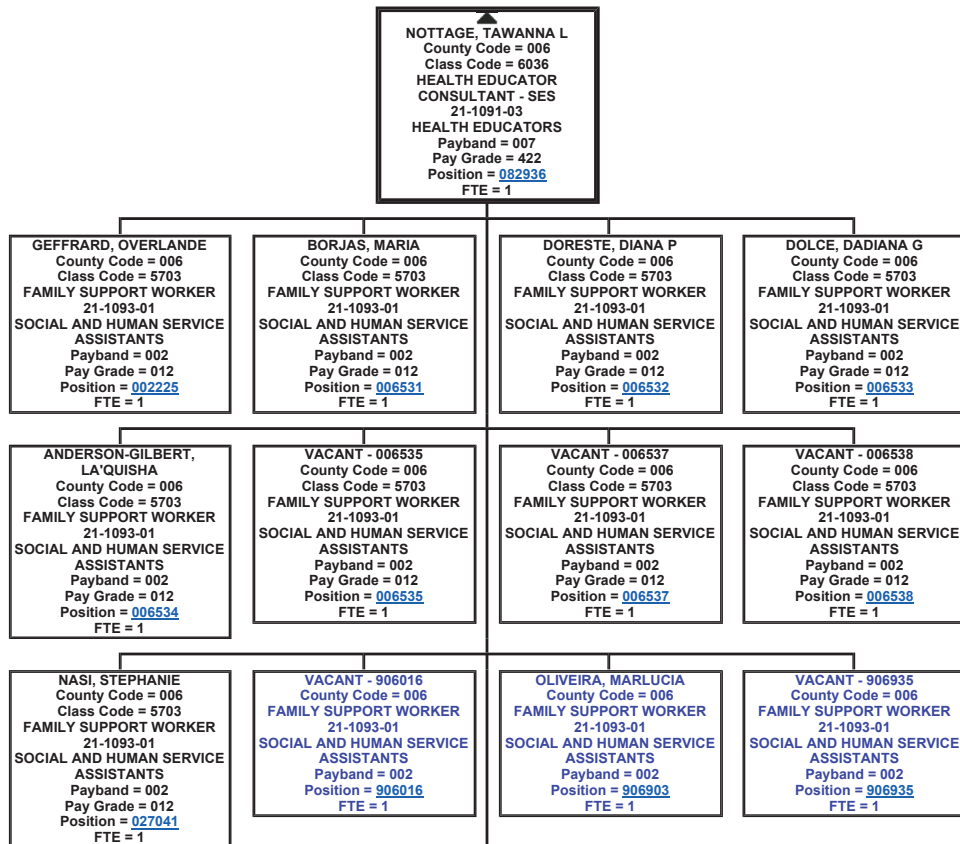 NOTTAGE, TAWANNA L
County Code = 006
Class Code = 6036
HEALTH EDUCATOR
CONSULTANT - SES
21-1091-03
HEALTH EDUCATORS
Payband = 007
Pay Grade = 422
Position = 082936
FTE = 1
GEFFRARD, OVERLANDE
County Code = 006
Class Code = 5703
FAMILY SUPPORT WORKER
21-1093-01
SOCIAL AND HUMAN SERVICE
ASSISTANTS
Payband = 002
Pay Grade = 012
Position = 002225
FTE = 1
BORJAS, MARIA
County Code = 006
Class Code = 5703
FAMILY SUPPORT WORKER
21-1093-01
SOCIAL AND HUMAN SERVICE
ASSISTANTS
Payband = 002
Pay Grade = 012
Position = 006531
FTE = 1
DORESTE, DIANA P
County Code = 006
Class Code = 5703
FAMILY SUPPORT WORKER
21-1093-01
SOCIAL AND HUMAN SERVICE
ASSISTANTS
Payband = 002
Pay Grade = 012
Position = 006532
FTE = 1
DOLCE, DADIANA G
County Code = 006
Class Code = 5703
FAMILY SUPPORT WORKER
21-1093-01
SOCIAL AND HUMAN SERVICE
ASSISTANTS
Payband = 002
Pay Grade = 012
Position = 006533
FTE = 1
ANDERSON-GILBERT,
LA'QUISHA
County Code = 006
Class Code = 5703
FAMILY SUPPORT WORKER
21-1093-01
SOCIAL AND HUMAN SERVICE
ASSISTANTS
Payband = 002
Pay Grade = 012
Position = 006534
FTE = 1
VACANT - 006535
County Code = 006
Class Code = 5703
FAMILY SUPPORT WORKER
21-1093-01
SOCIAL AND HUMAN SERVICE
ASSISTANTS
Payband = 002
Pay Grade = 012
Position = 006535
FTE = 1
VACANT - 006537
County Code = 006
Class Code = 5703
FAMILY SUPPORT WORKER
21-1093-01
SOCIAL AND HUMAN SERVICE
ASSISTANTS
Payband = 002
Pay Grade = 012
Position = 006537
FTE = 1
VACANT - 006538
County Code = 006
Class Code = 5703
FAMILY SUPPORT WORKER
21-1093-01
SOCIAL AND HUMAN SERVICE
ASSISTANTS
Payband = 002
Pay Grade = 012
Position = 006538
FTE = 1
NASI, STEPHANIE
County Code = 006
Class Code = 5703
FAMILY SUPPORT WORKER
21-1093-01
SOCIAL AND HUMAN SERVICE
ASSISTANTS
Payband = 002
Pay Grade = 012
Position = 027041
FTE = 1
VACANT - 906016
County Code = 006
FAMILY SUPPORT WORKER
21-1093-01
SOCIAL AND HUMAN SERVICE
ASSISTANTS
Payband = 002
Position = 906016
FTE = 1
OLIVEIRA, MARLUCIA
County Code = 006
FAMILY SUPPORT WORKER
21-1093-01
SOCIAL AND HUMAN SERVICE
ASSISTANTS
Payband = 002
Position = 906903
FTE = 1
VACANT - 906935
County Code = 006
FAMILY SUPPORT WORKER
21-1093-01
SOCIAL AND HUMAN SERVICE
ASSISTANTS
Payband = 002
Position = 906935
FTE = 1